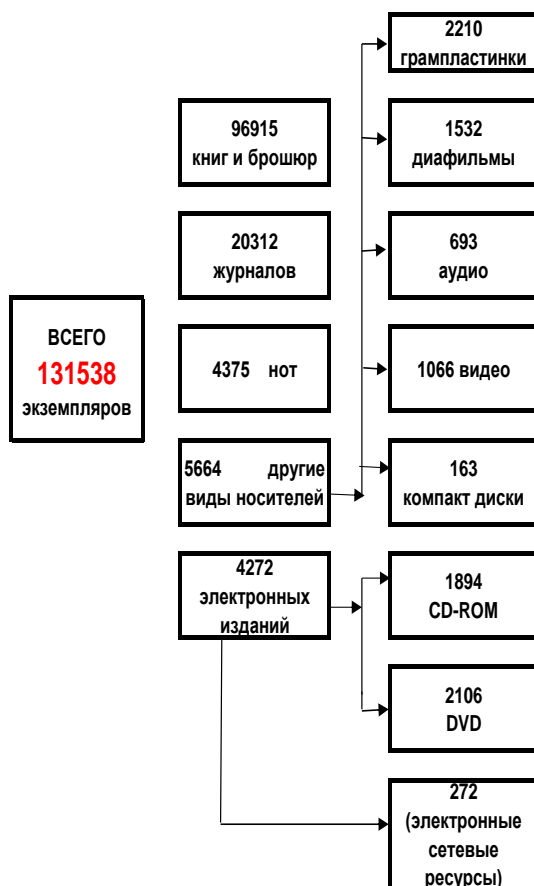 ВСЕГО
131538
экземпляров
96915
книг и брошюр
20312
журналов
4375 нот
5664 другие
виды носителей
4272
электронных
изданий
2210
грампластинки
1532
диафильмы
693
аудио
1066 видео
163
компакт диски
1894
CD-ROM
2106
DVD
272
(электронные
сетевые
ресурсы)